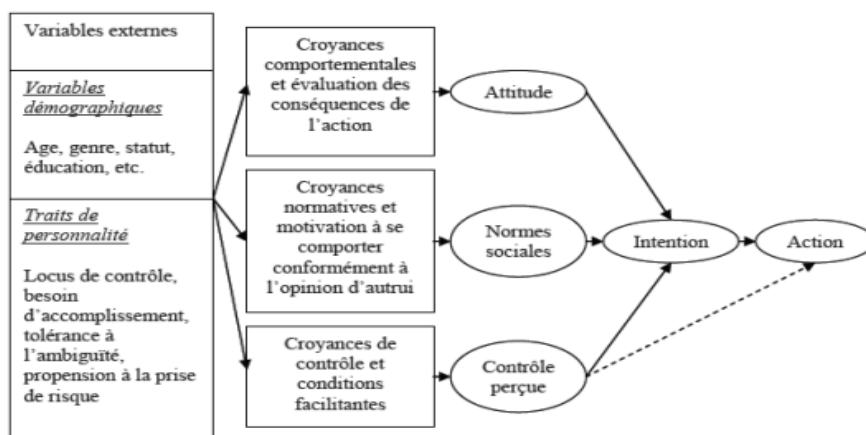 Variables externes
Variables
démographiques
Age, genre, statut,
éducation, etc.
Traits de
personnalité
Locus de contrôle,
besoin
d'accomplissement,
tolérance à
l'ambiguïté,
propension à la prise
de risque
Croyances
comportementales
et évaluation des
conséquences de
l'action
Croyances
normatives et
motivation à se
comporter
conformément à
l'opinion d'autrui
Croyances de
contrôle et
conditions
facilitantes
Attitude
Normes
sociales
Contrôle
perçue
Intention
Action